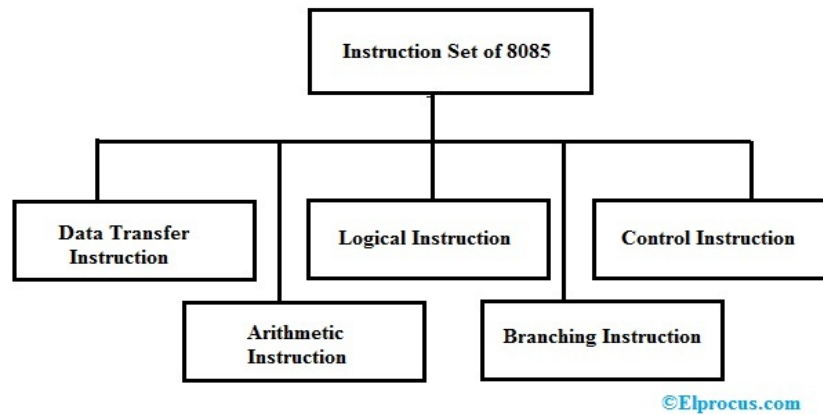 Instruction Set of 8085
Data Transfer
Instruction
Logical Instruction
Control Instruction
Arithmetic
Instruction
Branching Instruction
©Elprocus.com